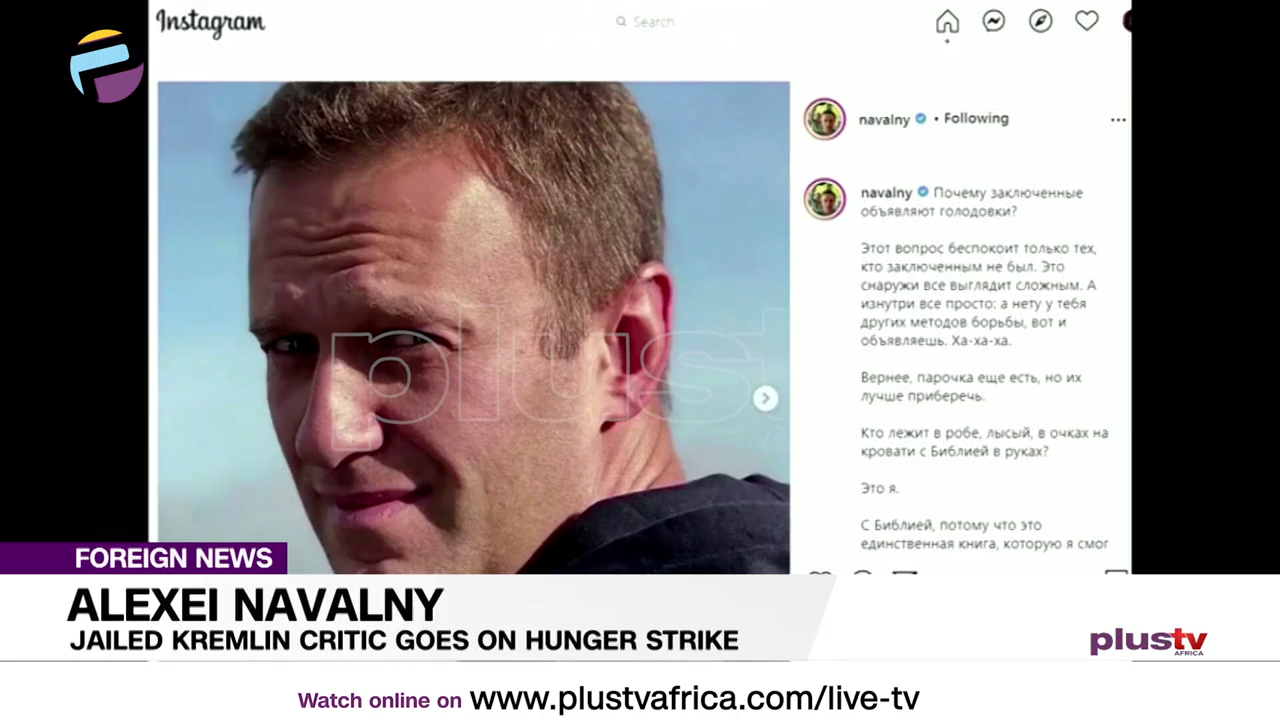 Instagram
Search
navalny • Following
navalny Почему заключенные
объявляют голодовки?
Этот вопрос беспокоит только тех,
кто заключенным не был. Это
снаружи все выглядит сложным. А
изнутри все просто: а нету у тебя
других методов борьбы, вот и
объявляешь. Ха-ха-ха.
Вернее, парочка еще есть, но их
лучше приберечь.
Кто лежит в робе, лысый, в очках на
кровати с Библией в руках?
Это я.
С Библией, потому что это
единственная книга, которую я смог
plust
FOREIGN NEWS
ALEXEI NAVALNY
JAILED KREMLIN CRITIC GOES ON HUNGER STRIKE
plustv
AFRICA
Watch online on www.plustvafrica.com/live-tv